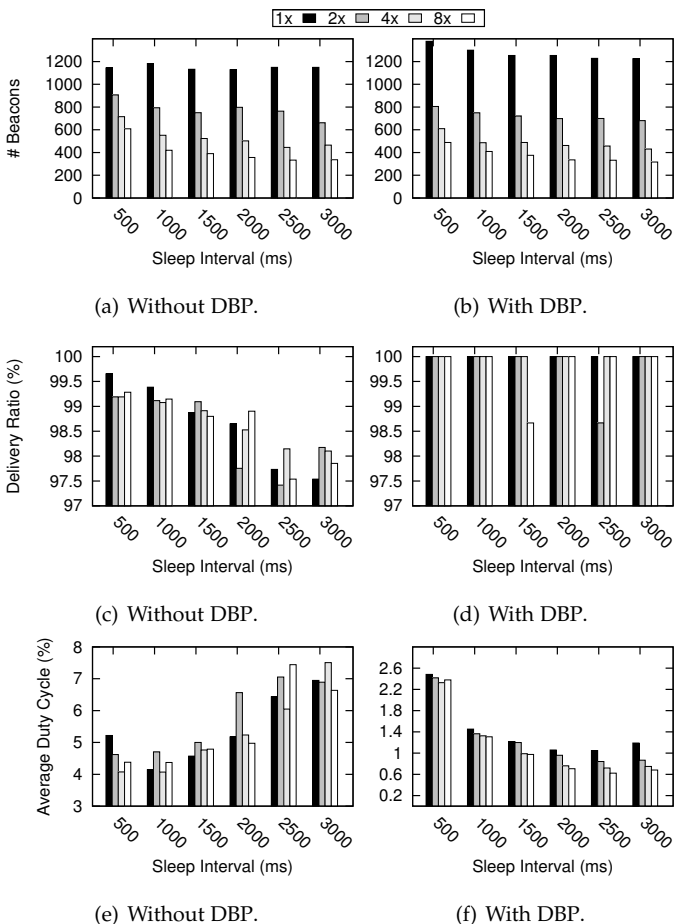 1x 2x 4x 8x
# Beacons
1200
1000
800
600
400
200
0
500 1000 1500 2000 2500 3000
Sleep Interval (ms)
(a) Without DBP.
1200
1000
800
600
400
200
0
500 1000 1500 2000 2500 3000
Sleep Interval (ms)
(b) With DBP.
Delivery Ratio (%)
100
99.5
99
98.5
98
97.5
97
500 1000 1500 2000 2500 3000
Sleep Interval (ms)
(c) Without DBP.
100
99.5
99
98.5
98
97.5
97
500 1000 1500 2000 2500 3000
Sleep Interval (ms)
(d) With DBP.
Average Duty Cycle (%)
8
7
6
5
4
3
500 1000 1500 2000 2500 3000
Sleep Interval (ms)
(e) Without DBP.
2.6
2.2
1.8
1.4
1
0.6
0.2
500 1000 1500 2000 2500 3000
Sleep Interval (ms)
(f) With DBP.